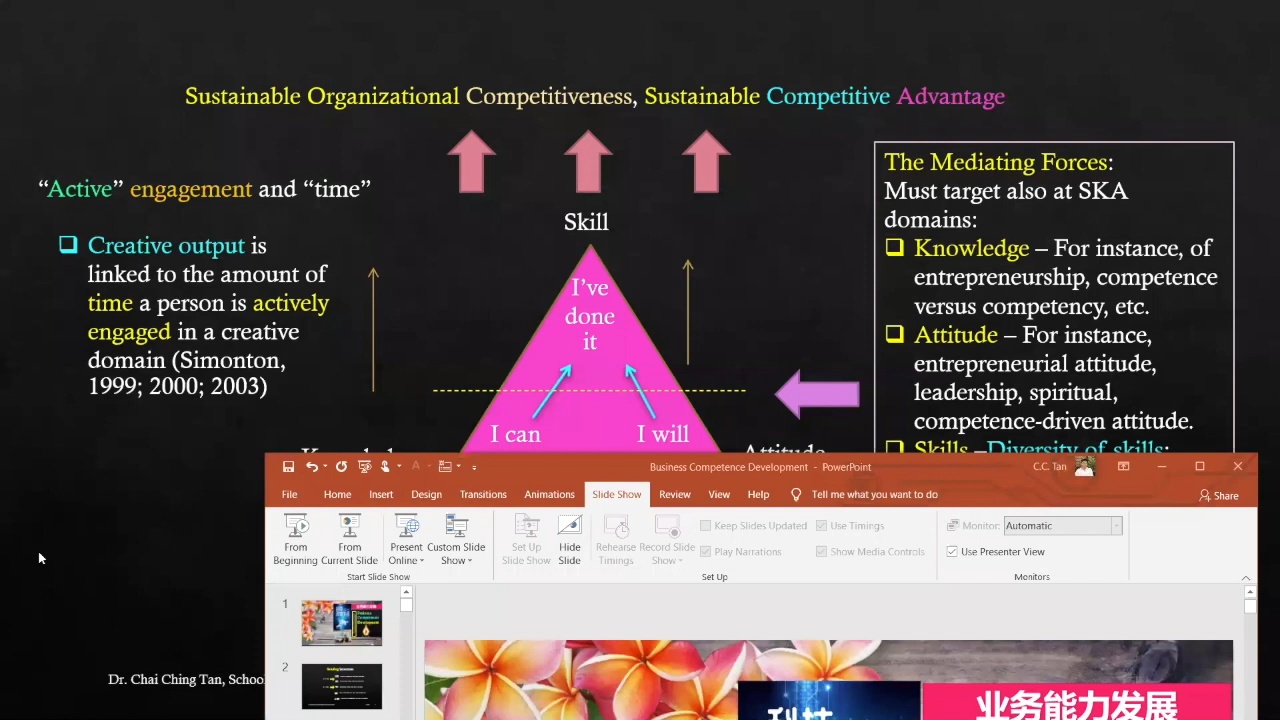 Sustainable Organizational Competitiveness, Sustainable Competitive Advantage
“Active” engagement and “time”
❑ Creative output is
linked to the amount of
time a person is actively
engaged in a creative
domain (Simonton,
1999; 2000; 2003)
Skill
I’ve
done
it
I can
I will
Attitude
The Mediating Forces:
Must target also at SKA
domains:
❑ Knowledge – For instance, of
entrepreneurship, competence
versus competency, etc.
❑ Attitude – For instance,
entrepreneurial attitude,
leadership, spiritual,
competence-driven attitude.
❑ Skills –Diversity of skills:
Dr. Chai Ching Tan, Schoo
Business Competence Development - PowerPoint
C.C. Tan
File Home Insert Design Transitions Animations Slide Show Review View Help Tell me what you want to do Share
From Beginning
From Current Slide
Present Online
Custom Slide Show
Start Slide Show
Set Up Slide Show
Hide Slide
Rehearse Timings
Record Slide Show
Keep Slides Updated
Play Narrations
Use Timings
Show Media Controls
Set Up
Monitor: Automatic
Use Presenter View
Monitors
1
2
业务能力发展